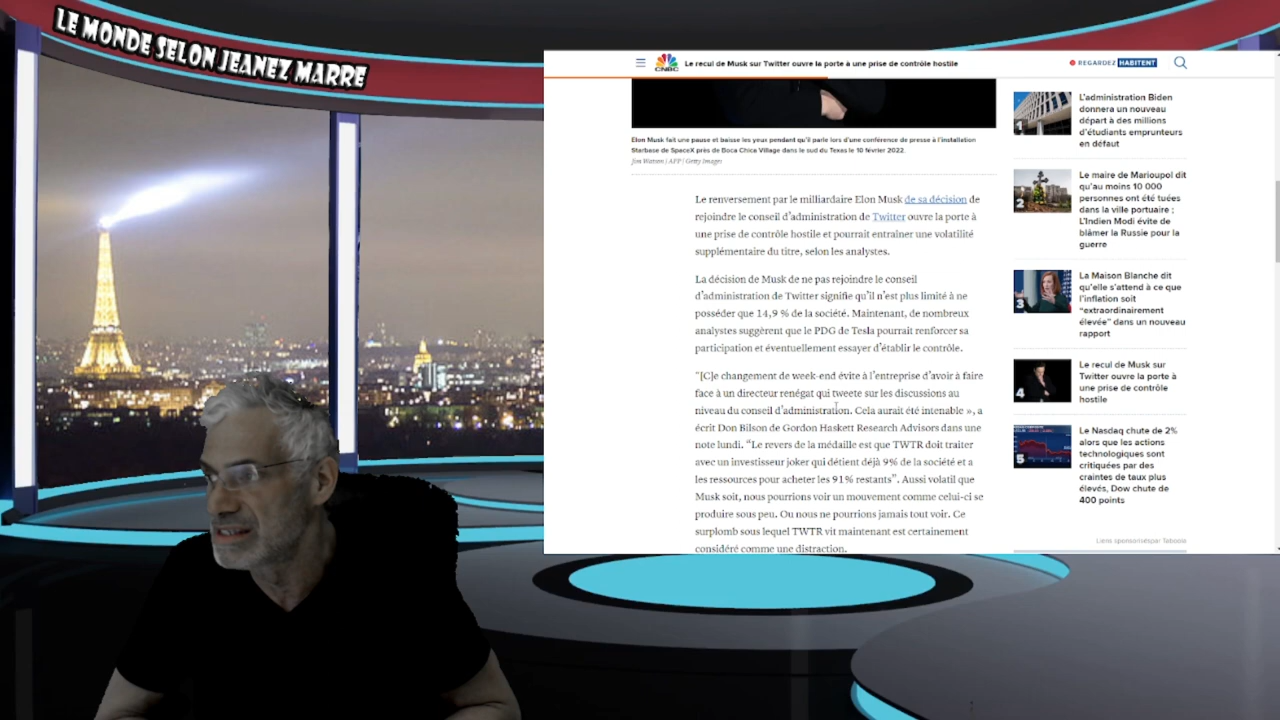 LE MONDE SELON JEANEZ MARRE
CNBC
Le recul de Musk sur Twitter ouvre la porte à une prise de contrôle hostile
REGARDEZ HABITENT
Elon Musk fait une pause et baisse les yeux pendant qu'il parle lors d'une conférence de presse à l'installation
Starbase de SpaceX près de Boca Chica Village dans le sud du Texas le 10 février 2022.
Jim Watson | AFP | Getty Images
Le renversement par le milliardaire Elon Musk de sa décision de
rejoindre le conseil d'administration de Twitter ouvre la porte à
une prise de contrôle hostile et pourrait entraîner une volatilité
supplémentaire du titre, selon les analystes.
La décision de Musk de ne pas rejoindre le conseil
d'administration de Twitter signifie qu'il n'est plus limité à ne
posséder que 14,9 % de la société. Maintenant, de nombreux
analystes suggèrent que le PDG de Tesla pourrait renforcer sa
participation et éventuellement essayer d'établir le contrôle.
"[C]e changement de week-end évite à l'entreprise d'avoir à faire
face à un directeur renégat qui tweete sur les discussions au
niveau du conseil d'administration. Cela aurait été intenable », a
écrit Don Bilson de Gordon Haskett Research Advisors dans une
note lundi. "Le revers de la médaille est que TWTR doit traiter
avec un investisseur joker qui détient déjà 9% de la société et a
les ressources pour acheter les 91 % restants". Aussi volatil que
Musk soit, nous pourrions voir un mouvement comme celui-ci se
produire sous peu. Ou nous ne pourrions jamais tout voir. Ce
surplomb sous lequel TWTR vit maintenant est certainement
considéré comme une distraction.
1
L'administration Biden
donnera un nouveau
départ à des millions
d'étudiants emprunteurs
en défaut
2
Le maire de Marioupol dit
qu'au moins 10 000
personnes ont été tuées
dans la ville portuaire ;
L'Indien Modi évite de
blâmer la Russie pour la
guerre
3
La Maison Blanche dit
qu'elle s'attend à ce que
l'inflation soit
"extraordinairement
élevée" dans un nouveau
rapport
4
Le recul de Musk sur
Twitter ouvre la porte à
une prise de contrôle
hostile
5
Le Nasdaq chute de 2%
alors que les actions
technologiques sont
critiquées par des
craintes de taux plus
élevés, Dow chute de
400 points
Liens sponsorisés par Taboola